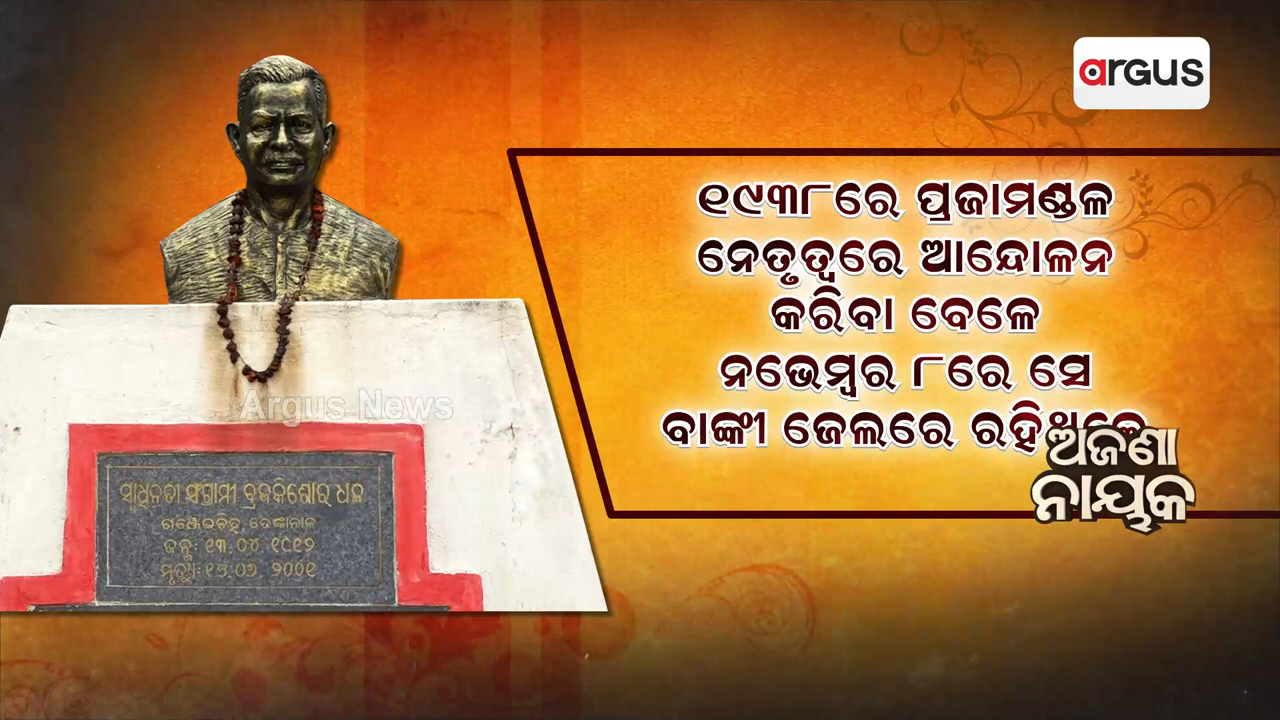 argus
୧୯୩୮ରେ ପ୍ରଜାମଣ୍ଡଳ
ନେତୃତ୍ୱରେ ଆନ୍ଦୋଳନ
କରିବା ବେଳେ
ନଭେମ୍ବର ୮ରେ ସେ
ବାଙ୍କୀ ଜେଲରେ
ଅଜଣା
ନାୟକ
Argus News
ସ୍ୱାଧିନତା ସଂଗ୍ରାମୀ ବ୍ରଜକିଶୋର ଧଳ
ଢେଙ୍କାନାଳ
ଜନ୍ମ:
ମୃତ୍ୟୁ: